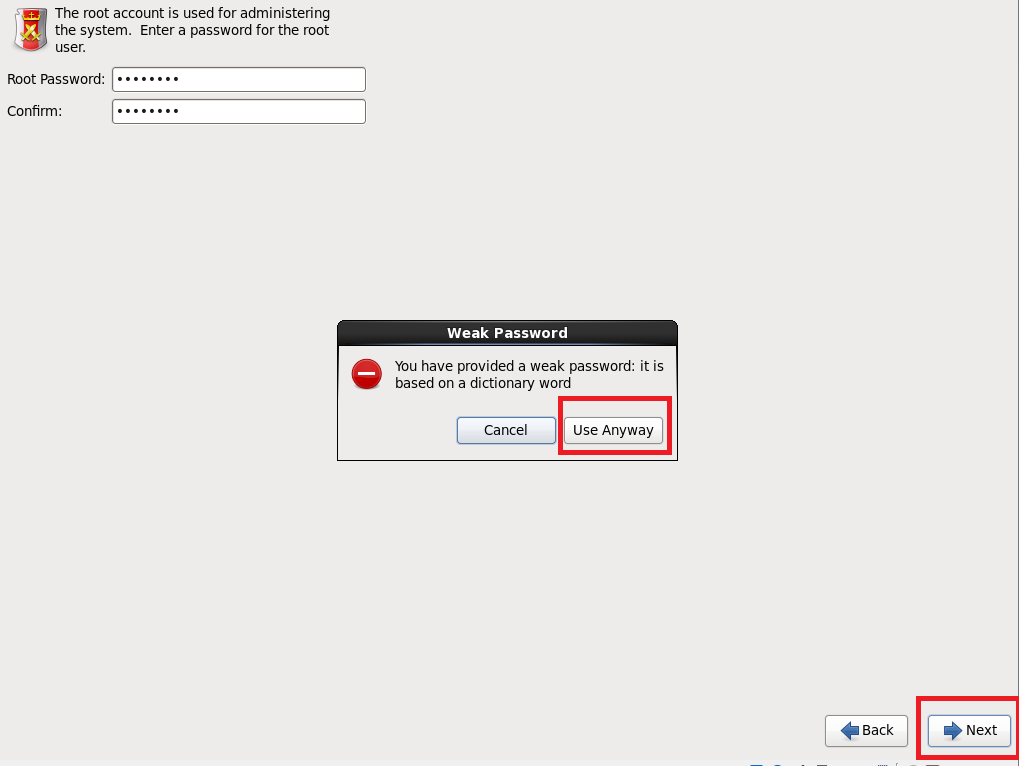 The root account is used for administering
the system.  Enter a password for the root
user.
Root Password: ••••••••
Confirm: ••••••••
Weak Password
You have provided a weak password: it is
based on a dictionary word
Cancel
Use Anyway
Back
Next